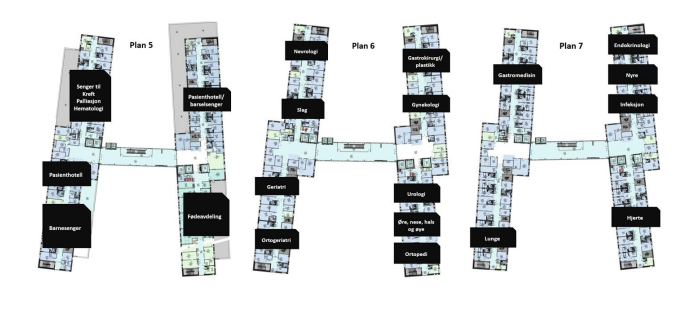 Plan 5
Senger til
Kreft
Palliasjon
Hematologi
Pasienthotell/
barselsenger
Pasienthotell
Barnesenger
Fødeavdeling
Plan 6
Nevrologi
Gastrokirurgi/
plastikk
Slag
Gynekologi
Geriatri
Urologi
Øre, nese, hals
og øye
Ortogeriatri
Ortopedi
Plan 7
Endokrinologi
Gastromedisin
Nyre
Infeksjon
Hjerte
Lunge